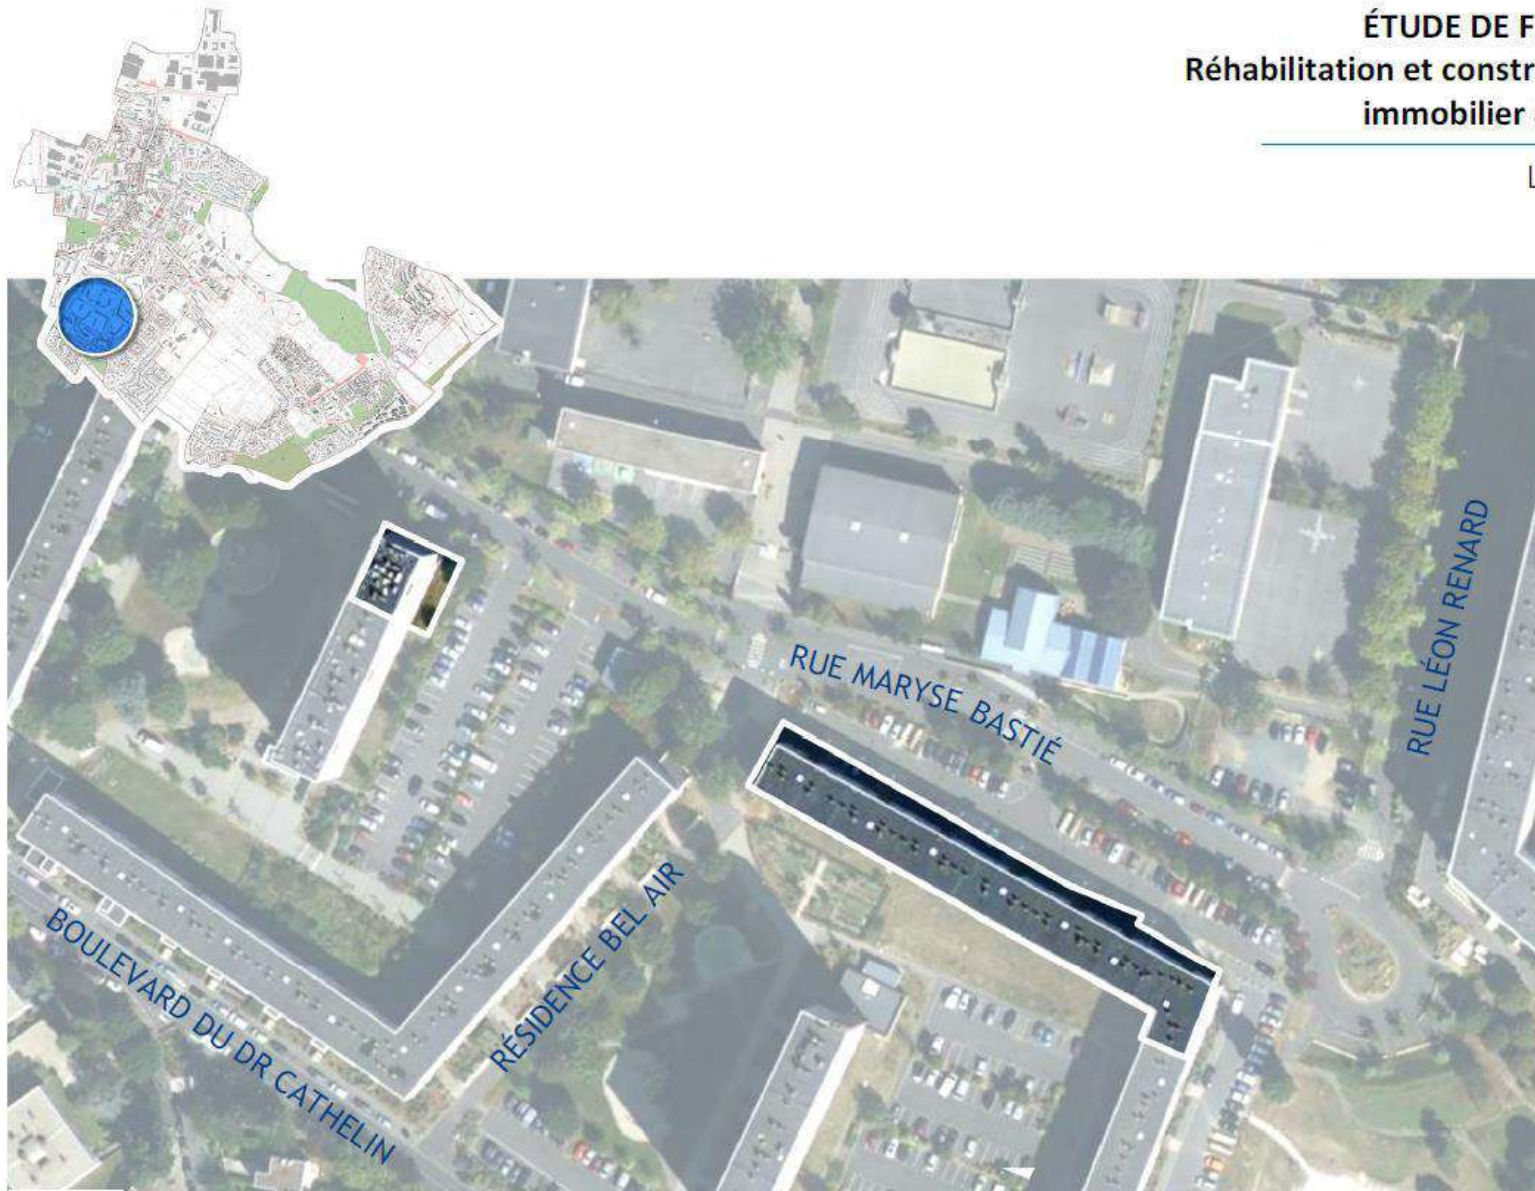 ÉTUDE DE F
Réhabilitation et constr
immobilier
L
RUE MARYSE BASTIÉ
RUE LÉON RENARD
RÉSIDENCE BEL AIR
BOULEVARD DU DR CATHELIN